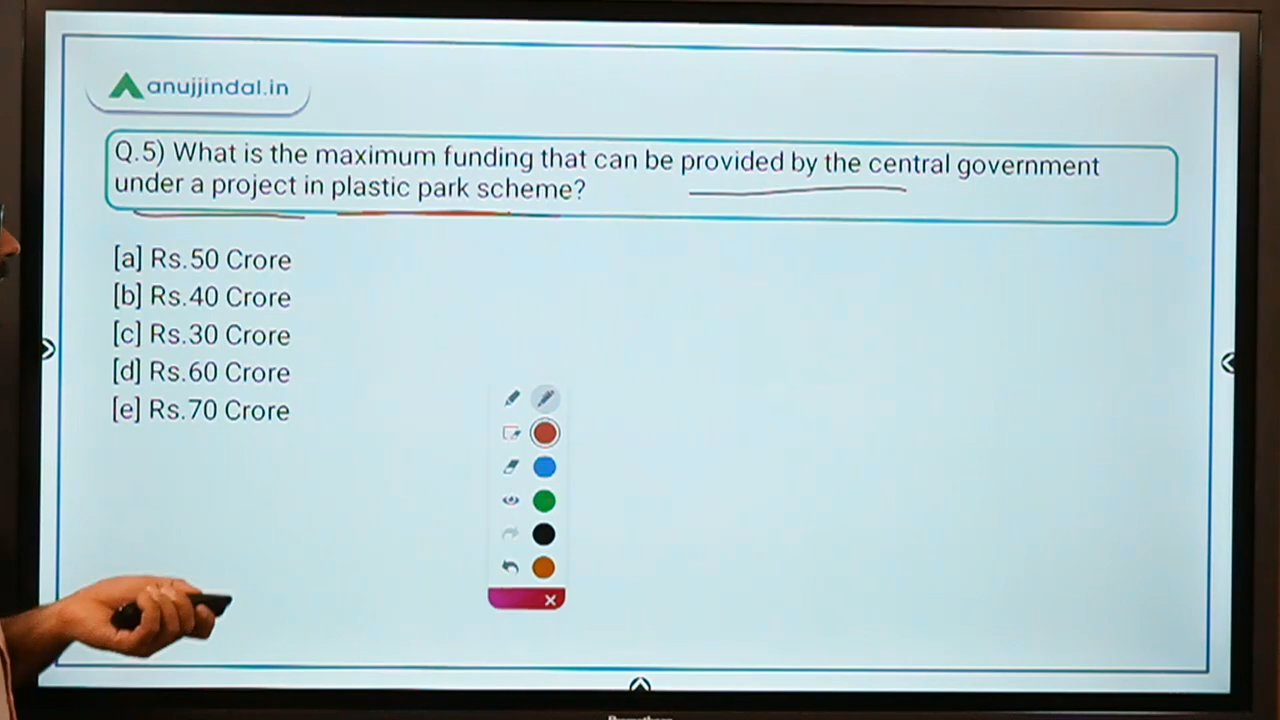 anujjindal.in
Q.5) What is the maximum funding that can be provided by the central government
under a project in plastic park scheme?
[a] Rs.50 Crore
[b] Rs.40 Crore
[c] Rs.30 Crore
[d] Rs.60 Crore
[e] Rs.70 Crore